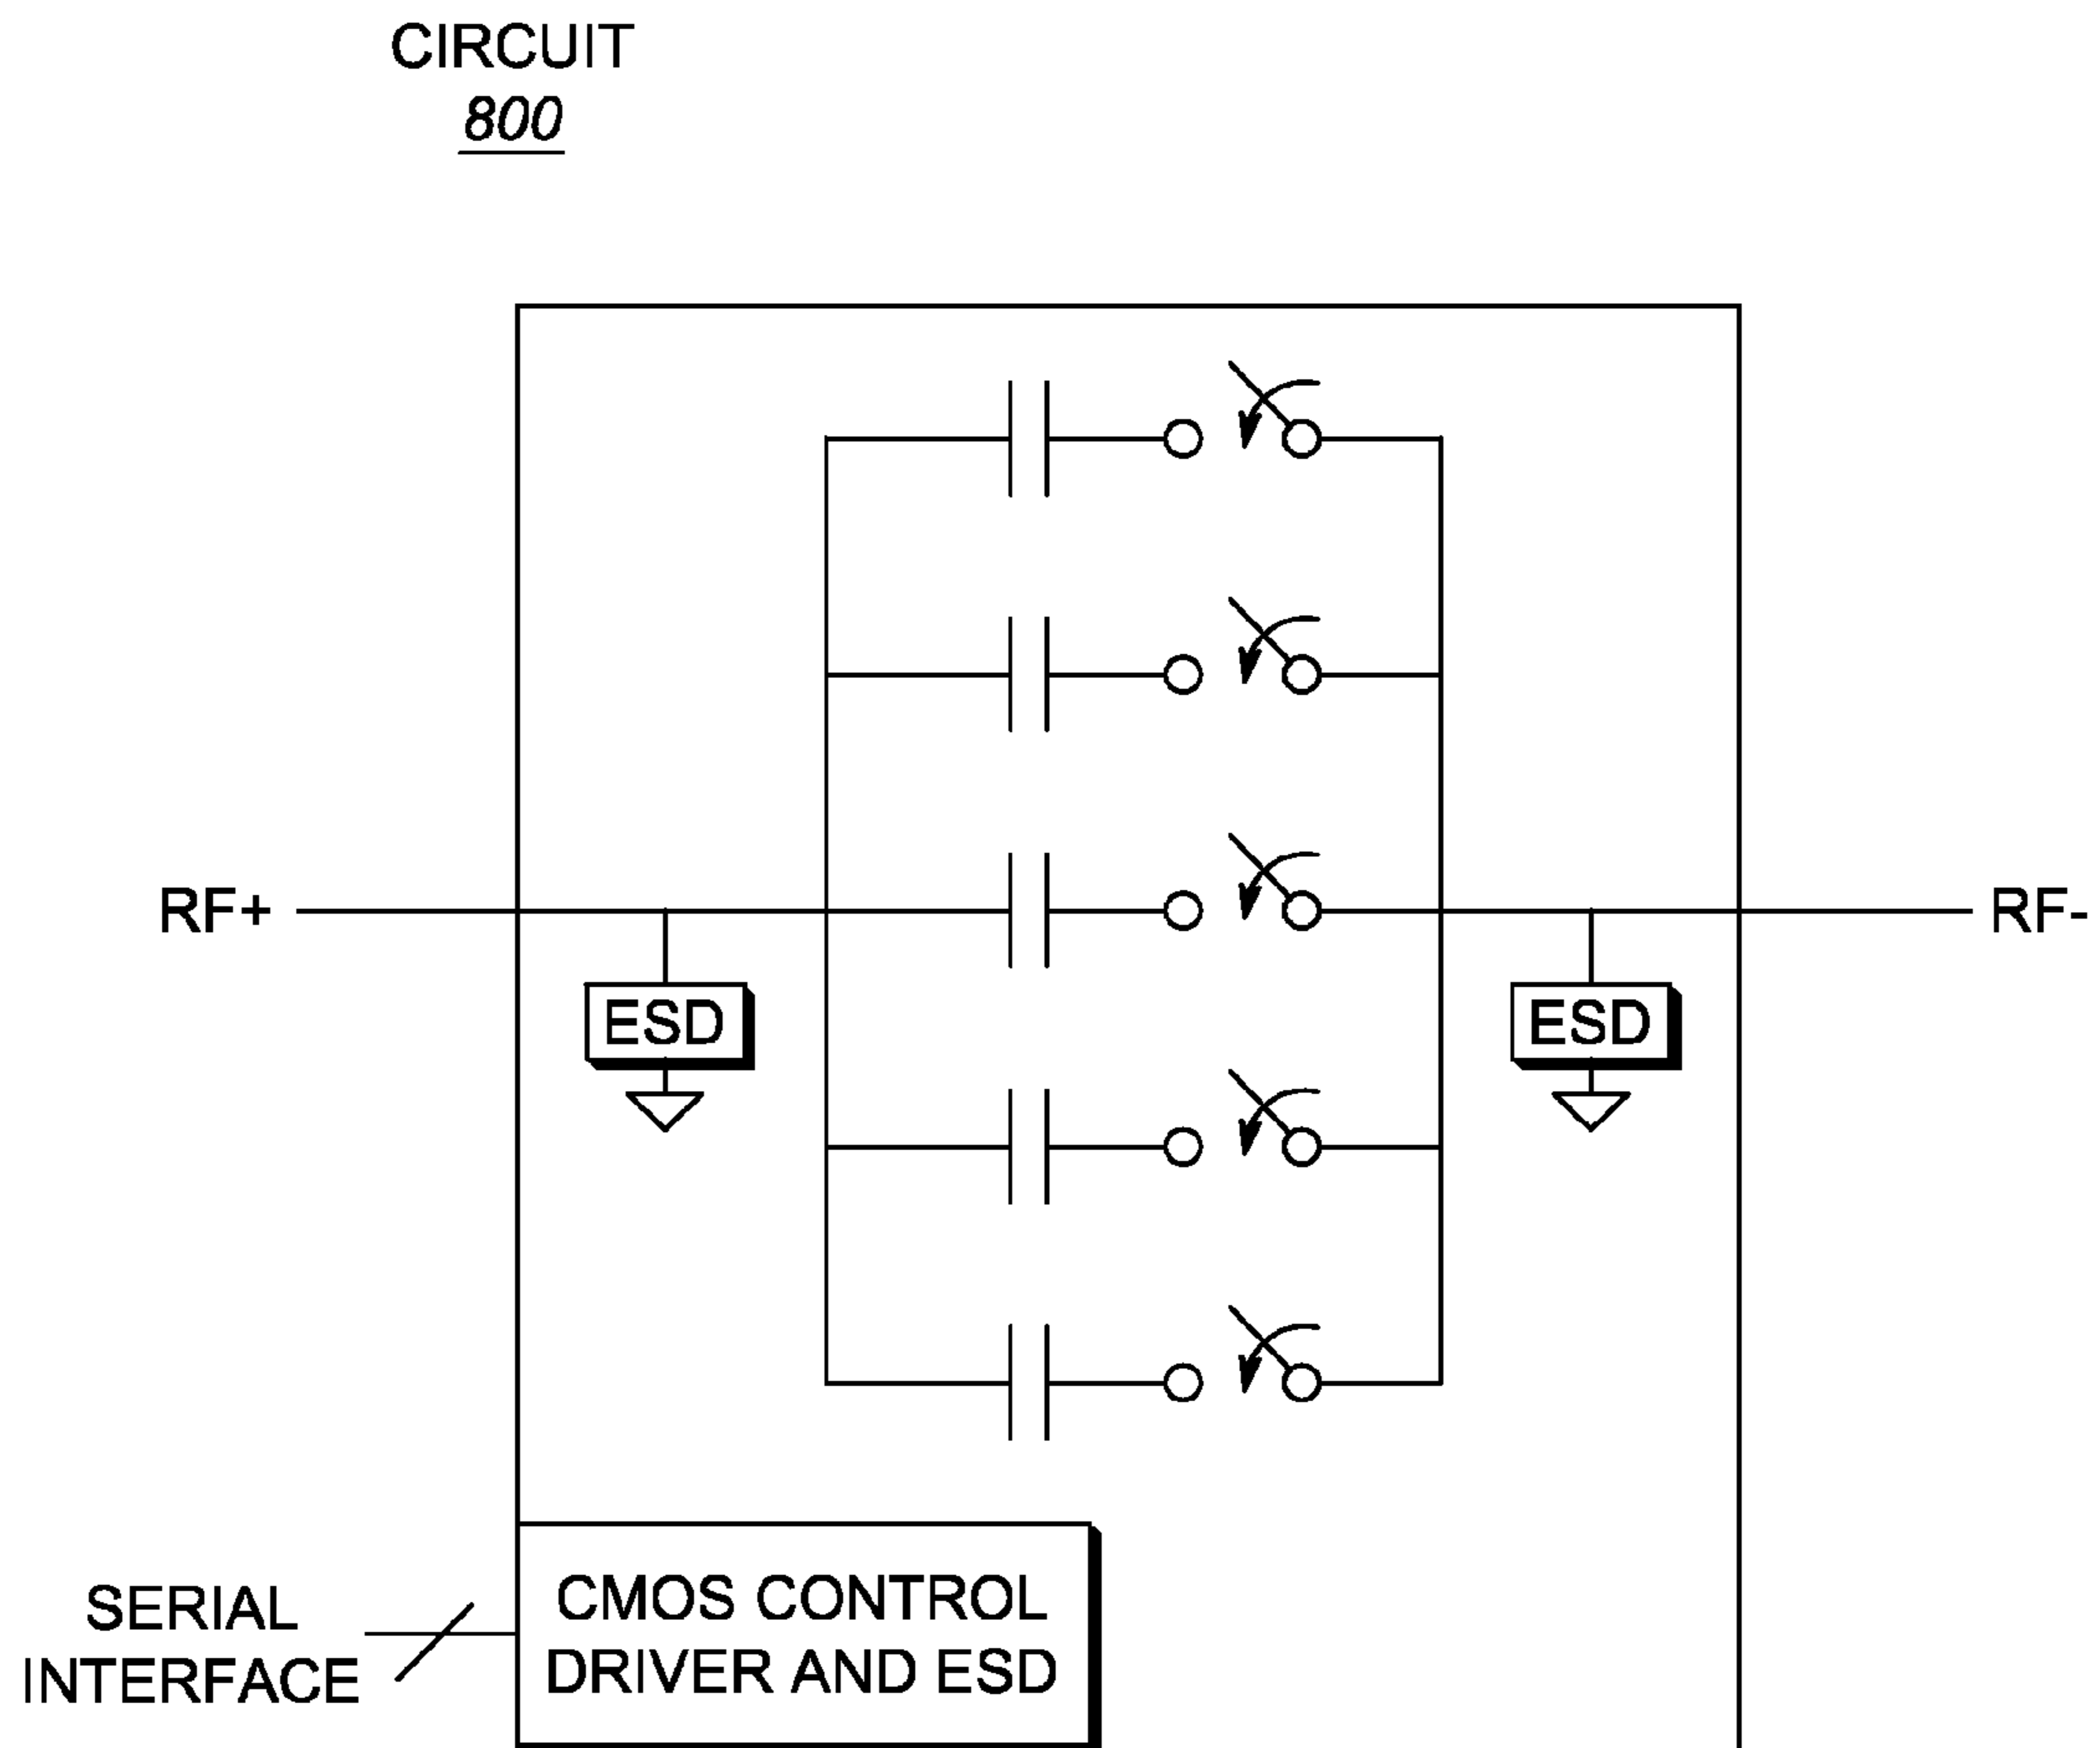 CIRCUIT
800
RF+
RF-
ESD
ESD
SERIAL
INTERFACE
CMOS CONTROL
DRIVER AND ESD